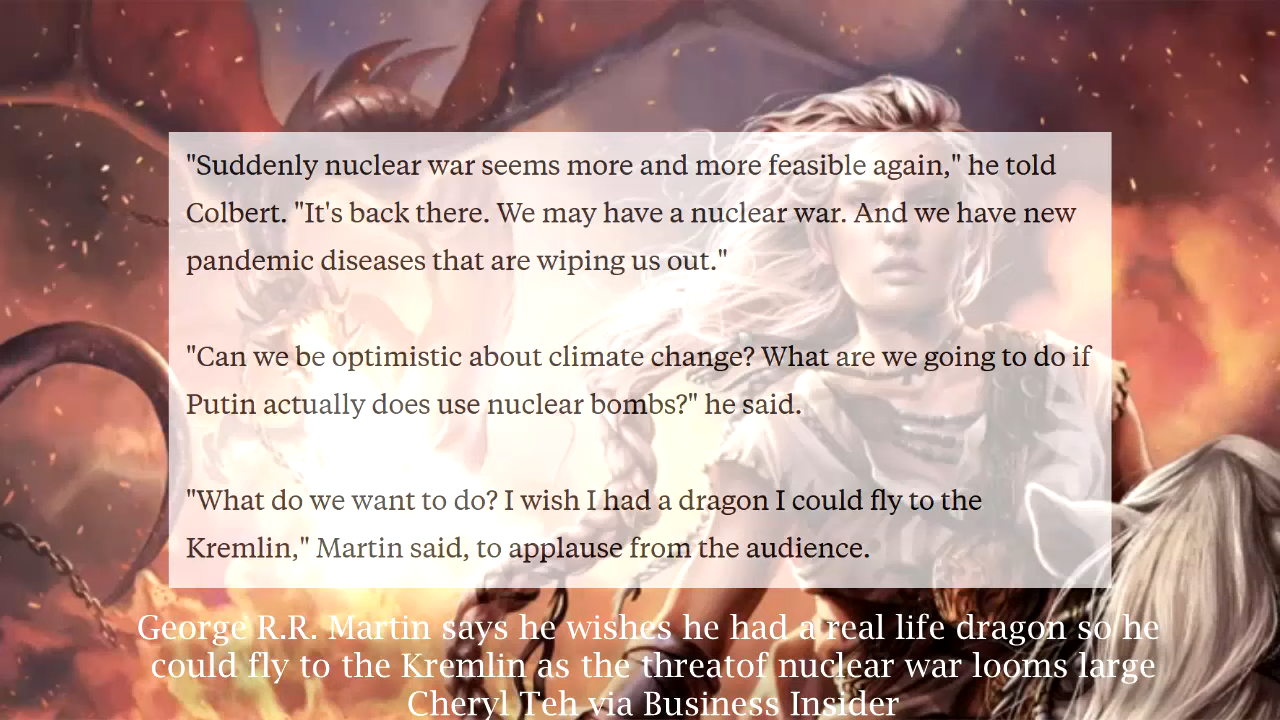 "Suddenly nuclear war seems more and more feasible again," he told
Colbert. "It's back there. We may have a nuclear war. And we have new
pandemic diseases that are wiping us out."
"Can we be optimistic about climate change? What are we going to do if
Putin actually does use nuclear bombs?" he said.
"What do we want to do? I wish I had a dragon I could fly to the
Kremlin," Martin said, to applause from the audience.
George R.R. Martin says he wishes he had a real life dragon so he
could fly to the Kremlin as the threatof nuclear war looms large
Cheryl Teh via Business Insider